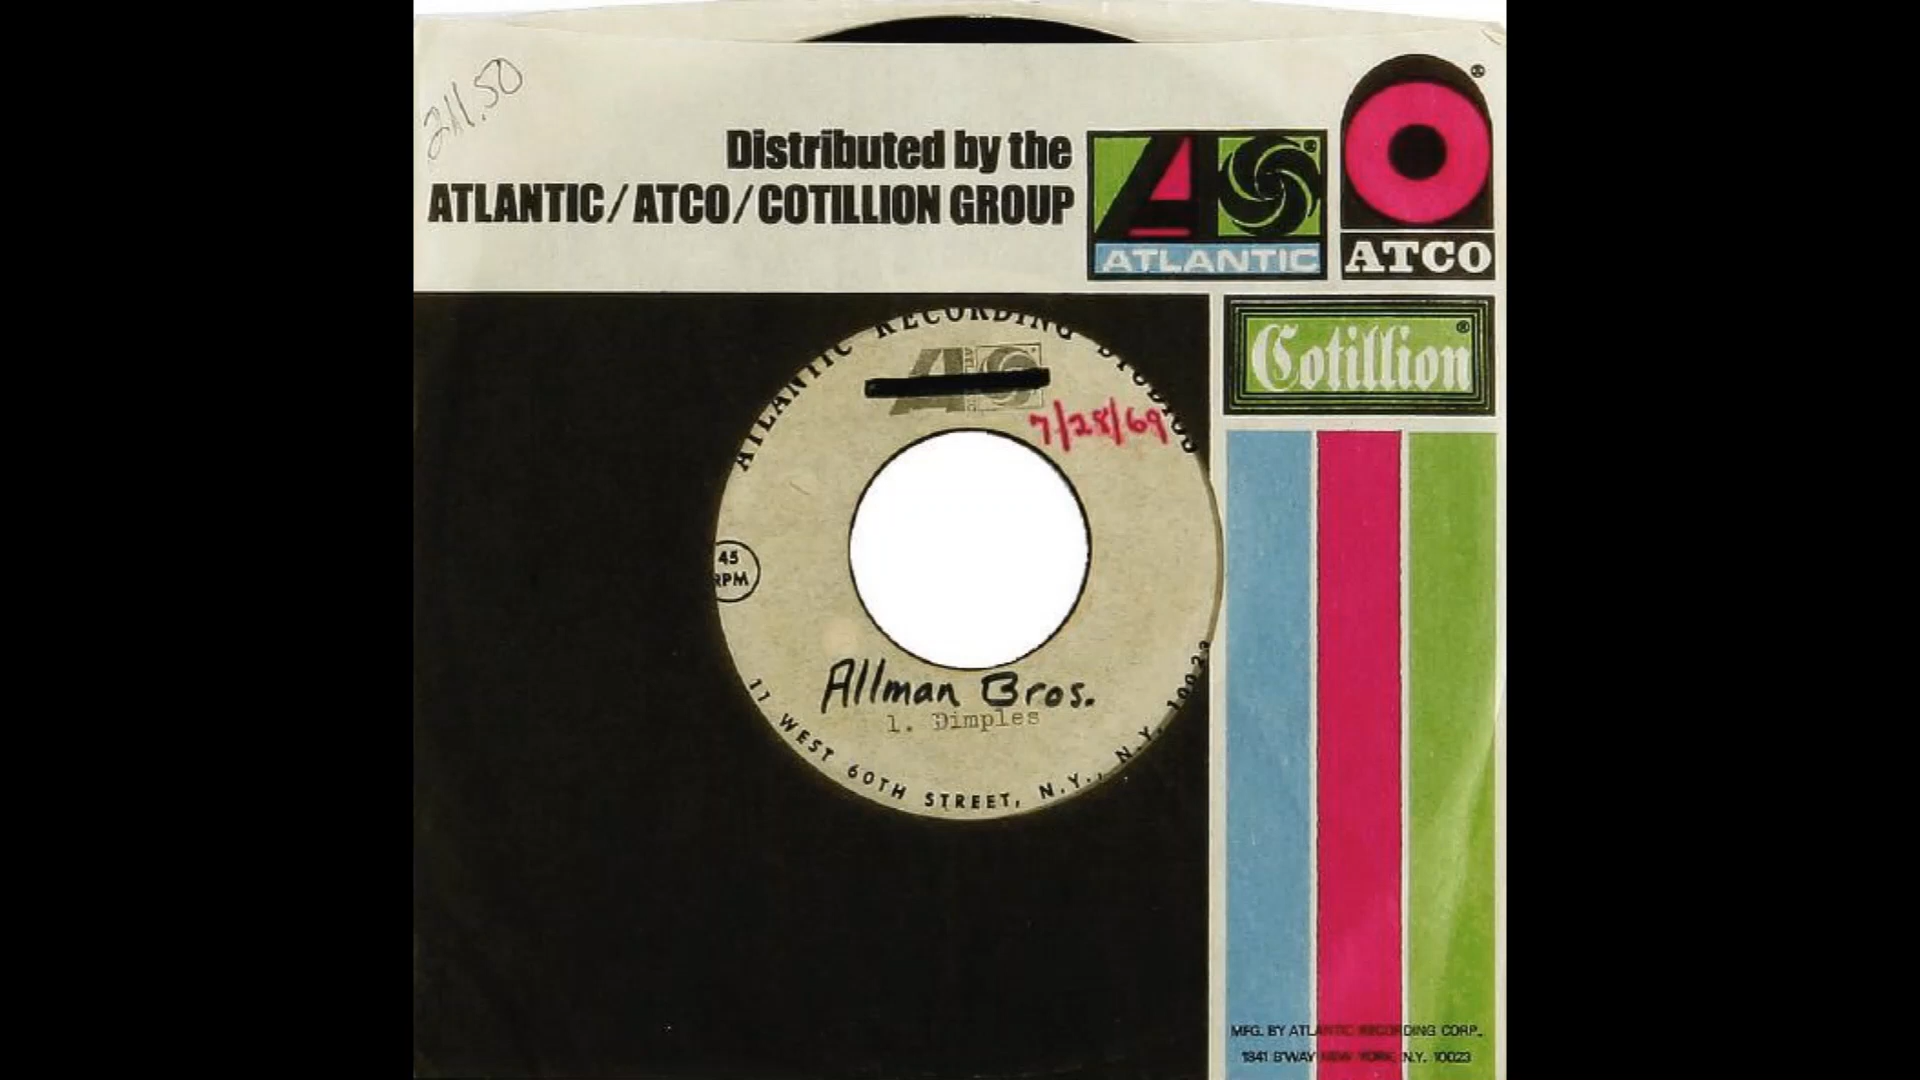 211.50
Distributed by the
ATLANTIC/ATCO/COTILLION GROUP
ATLANTIC
ATCO
Cotillion
ATLANTIC RECORDING STUDIOS
7/28/69
45
RPM
Allman Bros.
1. Dimples
11 WEST 60TH STREET, N.Y., N.Y. 10023
MFG. BY ATLANTIC RECORDING CORP.,
1841 B'WAY NEW YORK, N.Y. 10023